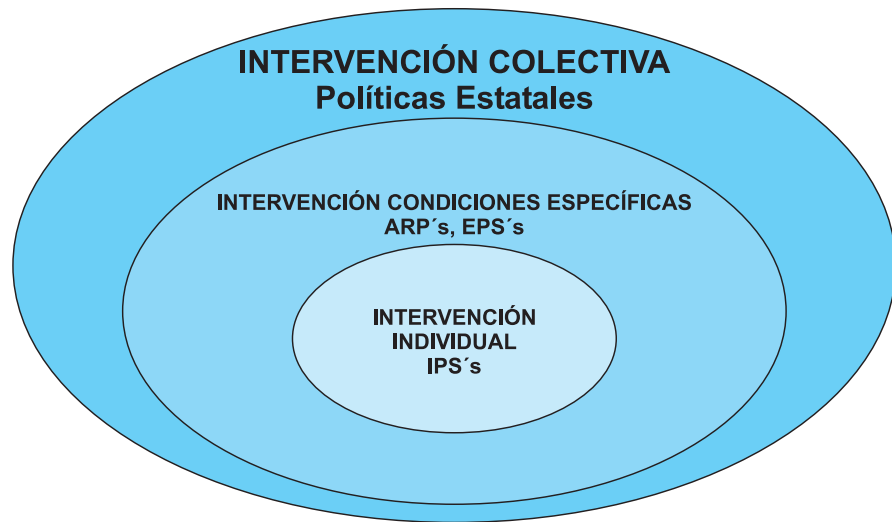 INTERVENCIÓN COLECTIVA
Políticas Estatales
INTERVENCIÓN CONDICIONES ESPECÍFICAS
ARP´s, EPS´s
INTERVENCIÓN
INDIVIDUAL
IPS´s